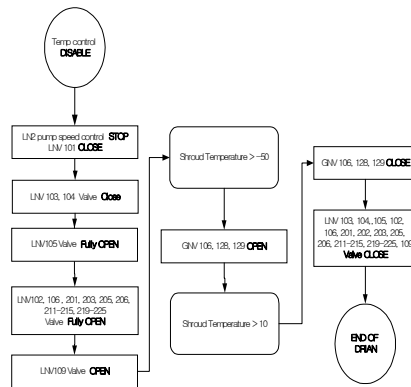 Temp control
DISABLE
LN2 pump speed control STOP
LNV 101 CLOSE
LNV 103, 104 Valve Close
LNV105 Valve Fully OPEN
LNV102, 106 , 201, 203, 205, 206,
211-215, 219-225
Valve Fully OPEN
LNV109 Valve OPEN
Shroud Temperature > -50
GNV 106, 128, 129 OPEN
Shroud Temperature > 10
GNV 106, 128, 129 CLOSE
LNV 103, 104,.105, 102,
106, 201, 202, 203, 205,
206, 211-215, 219-225, 109
Valve CLOSE
END OF
DRIAN